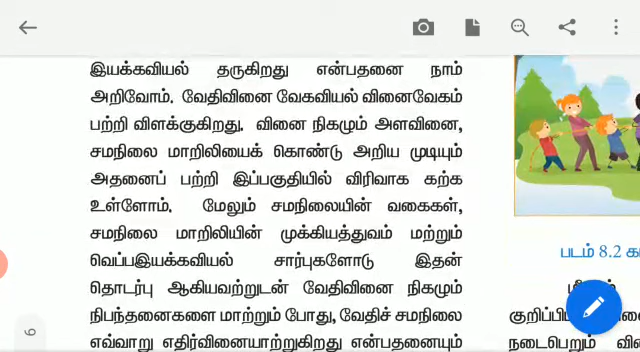 இயக்கவியல் தருகிறது என்பதனை நாம்
அறிவோம். வேதிவினை வேகவியல் வினைவேகம்
பற்றி விளக்குகிறது. வினை நிகழும் அளவினை,
சமநிலை மாறிலியைக் கொண்டு அறிய முடியும்
அதனைப் பற்றி இப்பகுதியில் விரிவாக கற்க
உள்ளோம். மேலும் சமநிலையின் வகைகள்,
சமநிலை மாறிலியின் முக்கியத்துவம் மற்றும்
வெப்பஇயக்கவியல் சார்புகளோடு இதன்
தொடர்பு ஆகியவற்றுடன் வேதிவினை நிகழும்
நிபந்தனைகளை மாற்றும் போது, வேதிச் சமநிலை
எவ்வாறு எதிர்வினையாற்றுகிறது என்பதனையும்
படம் 8.2
நடைபெறும்